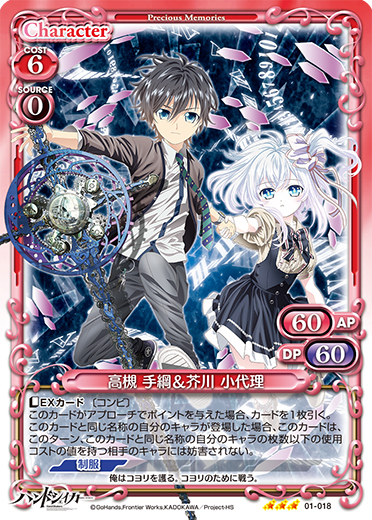 Precious Memories
Character
COST
6
SOURCE
0
60 AP
DP 60
高槻 手綱&芥川 小代理
EXカード [コンビ]
このカードがアプローチでポイントを与えた場合、カードを1枚引く。
このカードと同じ名称の自分のキャラが登場した場合、このカードは、
このターン、このカードと同じ名称の自分のキャラの枚数以下の使用
コストの値を持つ相手のキャラには妨害されない。
制服
俺はコヨリを護る。コヨリのために戦う。
ハンドシェイカー
01-018
©GoHands,Frontier Works,KADOKAWA／Project-HS